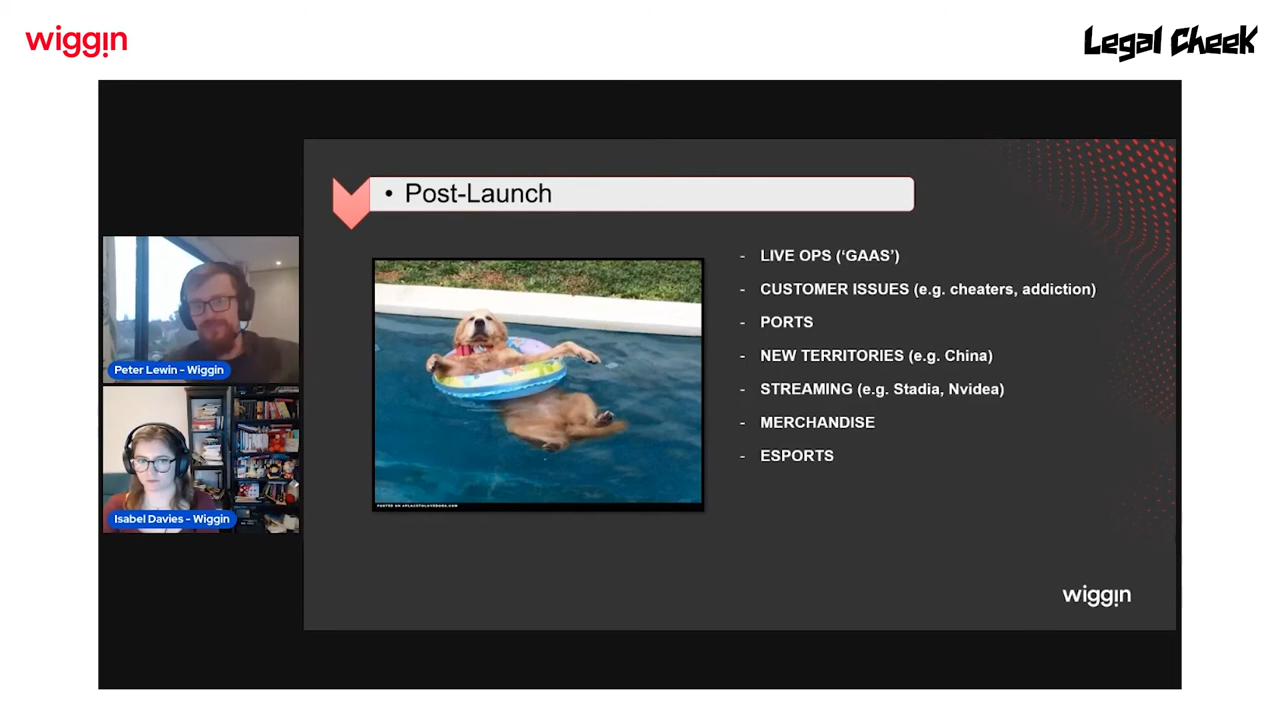 wiggin
Legal Cheek
• Post-Launch
- LIVE OPS (‘GAAS’)
- CUSTOMER ISSUES (e.g. cheaters, addiction)
- PORTS
- NEW TERRITORIES (e.g. China)
- STREAMING (e.g. Stadia, Nvidea)
- MERCHANDISE
- ESPORTS
Peter Lewin - Wiggin
Isabel Davies - Wiggin
wiggin